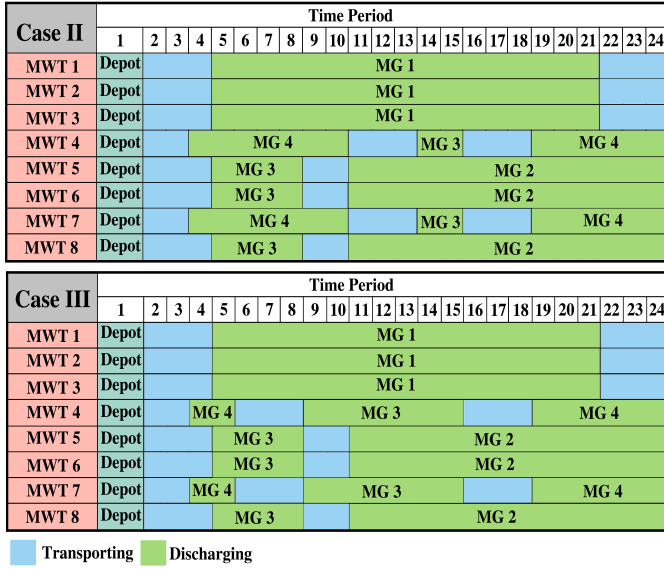 Case II
Time Period
1 2 3 4 5 6 7 8 9 10 11 12 13 14 15 16 17 18 19 20 21 22 23 24
MWT 1 Depot MG 1
MWT 2 Depot MG 1
MWT 3 Depot MG 1
MWT 4 Depot MG 4 MG 3 MG 4
MWT 5 Depot MG 3 MG 2
MWT 6 Depot MG 3 MG 2
MWT 7 Depot MG 4 MG 3 MG 4
MWT 8 Depot MG 3 MG 2
Case III
Time Period
1 2 3 4 5 6 7 8 9 10 11 12 13 14 15 16 17 18 19 20 21 22 23 24
MWT 1 Depot MG 1
MWT 2 Depot MG 1
MWT 3 Depot MG 1
MWT 4 Depot MG 4 MG 3 MG 4
MWT 5 Depot MG 3 MG 2
MWT 6 Depot MG 3 MG 2
MWT 7 Depot MG 4 MG 3 MG 4
MWT 8 Depot MG 3 MG 2
Transporting Discharging